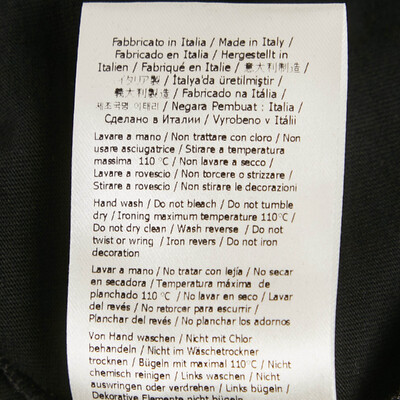 Fabbricato in Italia / Made in Italy /
Fabricado en Italia / Hergestellt in
Italien / Fabriqué en Italie / 意大利制造 /
イタリア製 / İtalya'da üretilmiştir /
義大利製造 / Fabricado na Itália /
제조국명 이태리 / Negara Pembuat : Italia /
Сделано в Италии / Vyrobeno v Itálii
Lavare a mano / Non trattare con cloro / Non
usare asciugatrice / Stirare a temperatura
massima 110 °C / Non lavare a secco /
Lavare a rovescio / Non torcere o strizzare /
Stirare a rovescio / Non stirare le decorazioni
Hand wash / Do not bleach / Do not tumble
dry / Ironing maximum temperature 110°C /
Do not dry clean / Wash reverse / Do not
twist or wring / Iron revers / Do not iron
decoration
Lavar a mano / No tratar con lejía / No secar
en secadora / Temperatura máxima de
planchado 110 °C / No lavar en seco / Lavar
del revés / No retorcer para escurrir /
Planchar del revés / No planchar los adornos
Von Hand waschen / Nicht mit Chlor
behandeln / Nicht im Wäschetrockner
trocknen / Bügeln mit maximal 110°C / Nicht
chemisch reinigen / Links waschen / Nicht
auswringen oder verdrehen / Links bügeln /
Dekorative Elemente nicht bügeln